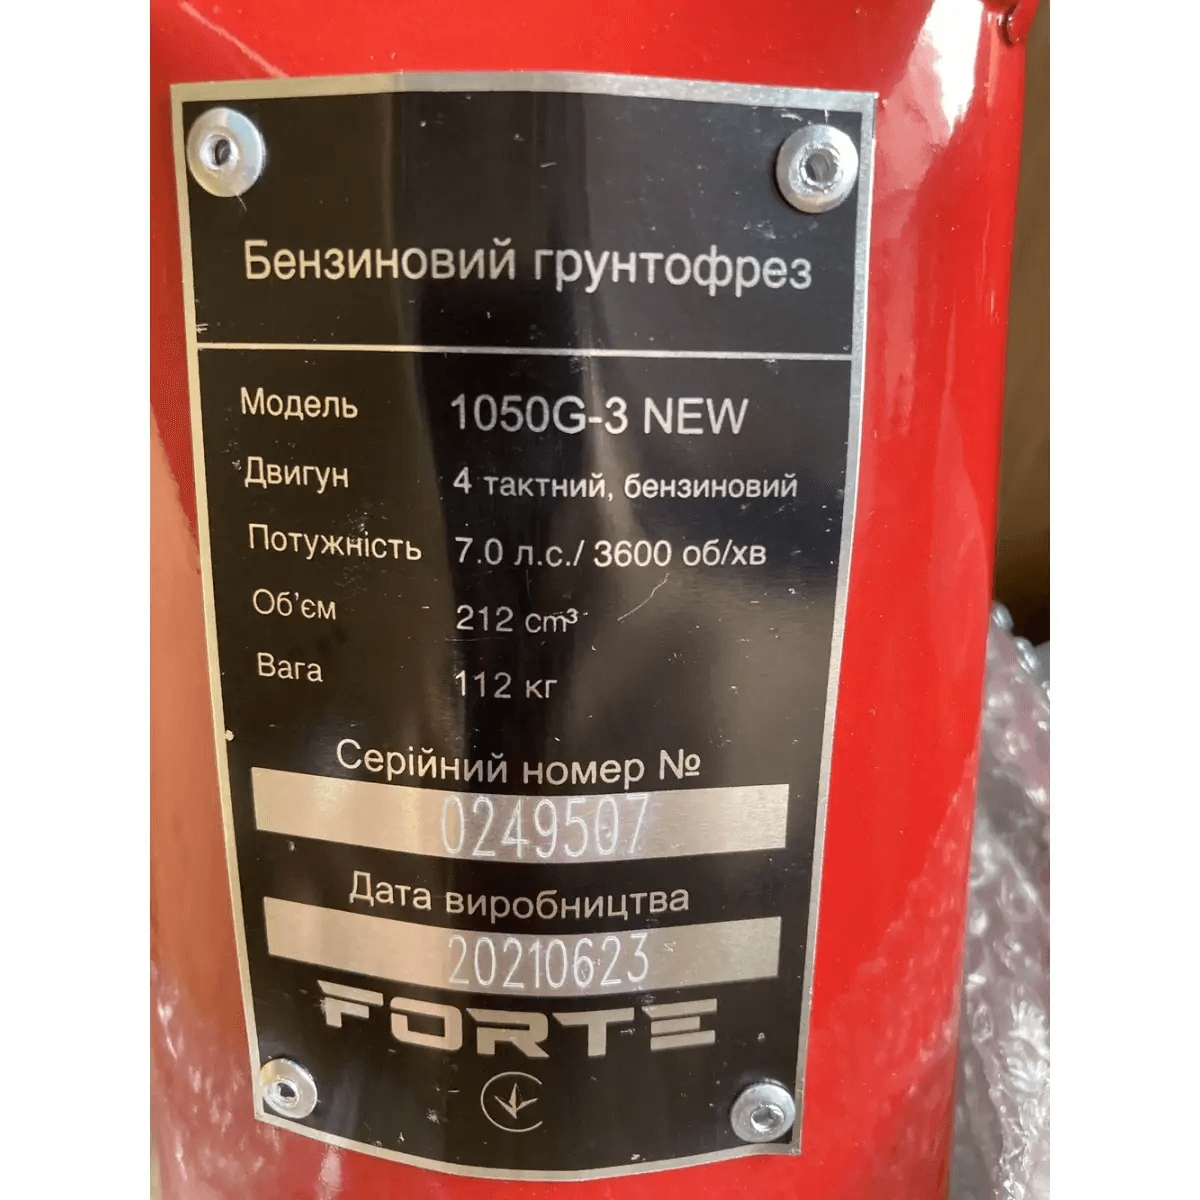 Бензиновий грунтофрез
Модель 1050G-3 NEW
Двигун 4 тактний, бензиновий
Потужність 7.0 л.с./ 3600 об/хв
Об'єм 212 cm³
Вага 112 кг
Серійний номер №
0249507
Дата виробництва
20210623
FORTE